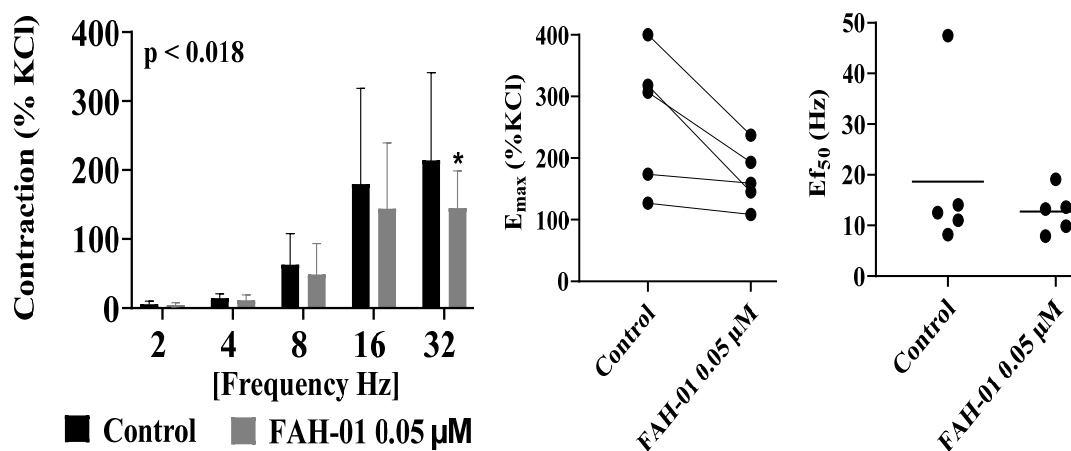 400
300
200
100
0
Contraction (% KCl)
p < 0.018
*
2 4 8 16 32
[Frequency Hz]
Control FAH-01 0.05 µM
400
300
200
100
0
Emax (%KCl)
Control
FAH-01 0.05 µM
50
40
30
20
10
0
Ef50 (Hz)
Control
FAH-01 0.05 µM